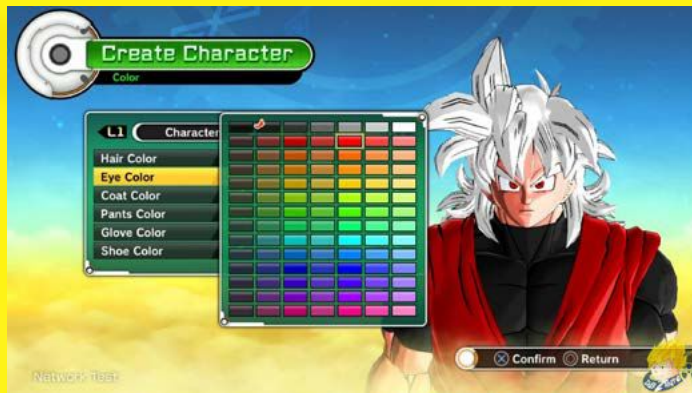 Create Character
Color
L1 Character
Hair Color
Eye Color
Coat Color
Pants Color
Glove Color
Shoe Color
Confirm Return
Network Test